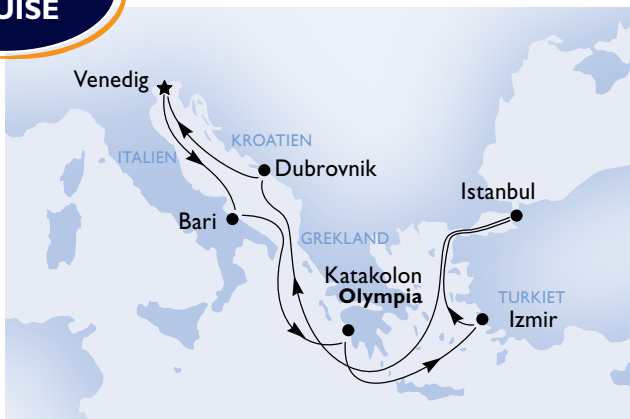 UISE
Venedig
KROATIEN
ITALIEN
Dubrovnik
Istanbul
Bari
GREKLAND
Katakolon
Olympia
TURKIET
Izmir